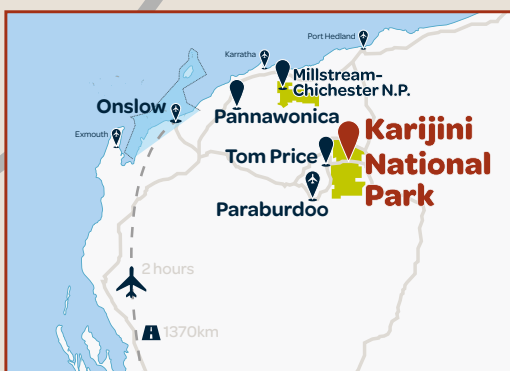 Port Hedland
Karratha
Millstream-
Chichester N.P.
Onslow
Pannawonica
Exmouth
Karijini
National
Park
Tom Price
Paraburdoo
2 hours
1370km